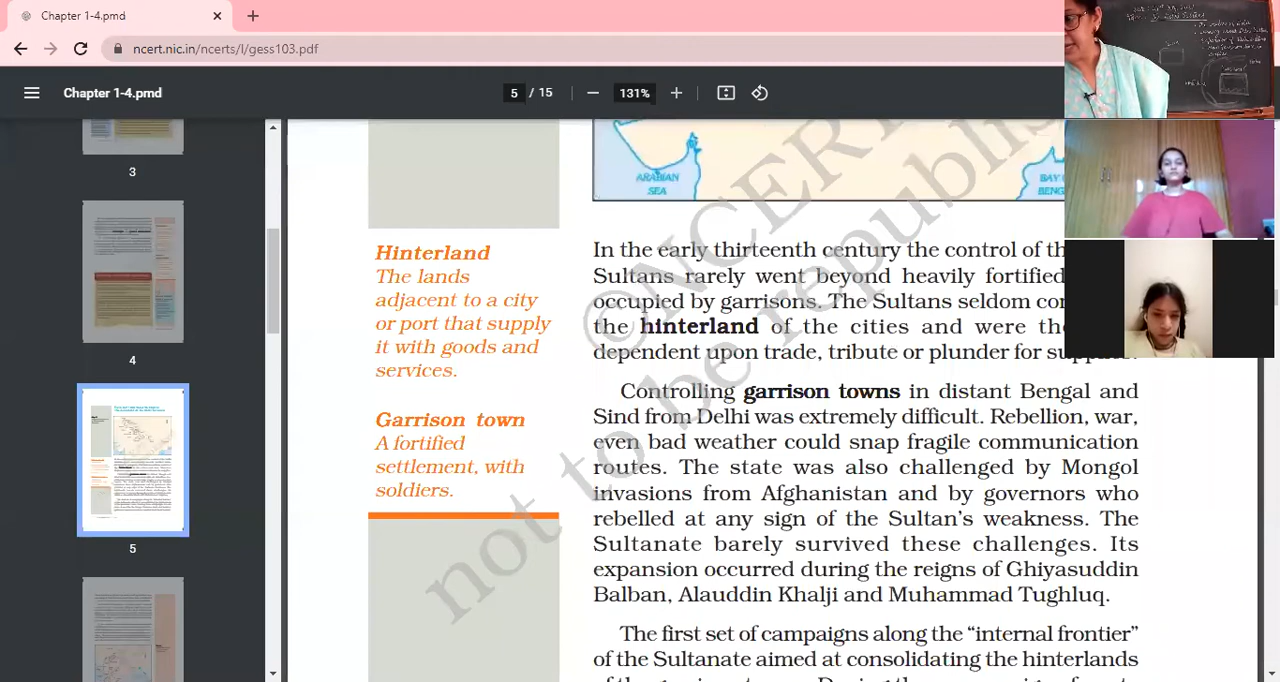 Chapter 1-4.pmd
ncert.nic.in/ncerts/l/gess103.pdf
Chapter 1-4.pmd
5 / 15
131%
3
4
5
ARABIAN
SEA
BAY
BENG
©NCERT
not to be republis
Hinterland
The lands
adjacent to a city
or port that supply
it with goods and
services.
Garrison town
A fortified
settlement, with
soldiers.
In the early thirteenth century the control of
Sultans rarely went beyond heavily fortified
occupied by garrisons. The Sultans seldom
the hinterland of the cities and were
dependent upon trade, tribute or plunder for
Controlling garrison towns in distant Bengal and
Sind from Delhi was extremely difficult. Rebellion, war,
even bad weather could snap fragile communication
routes. The state was also challenged by Mongol
invasions from Afghanistan and by governors who
rebelled at any sign of the Sultan's weakness. The
Sultanate barely survived these challenges. Its
expansion occurred during the reigns of Ghiyasuddin
Balban, Alauddin Khalji and Muhammad Tughluq.
The first set of campaigns along the “internal frontier”
of the Sultanate aimed at consolidating the hinterlands